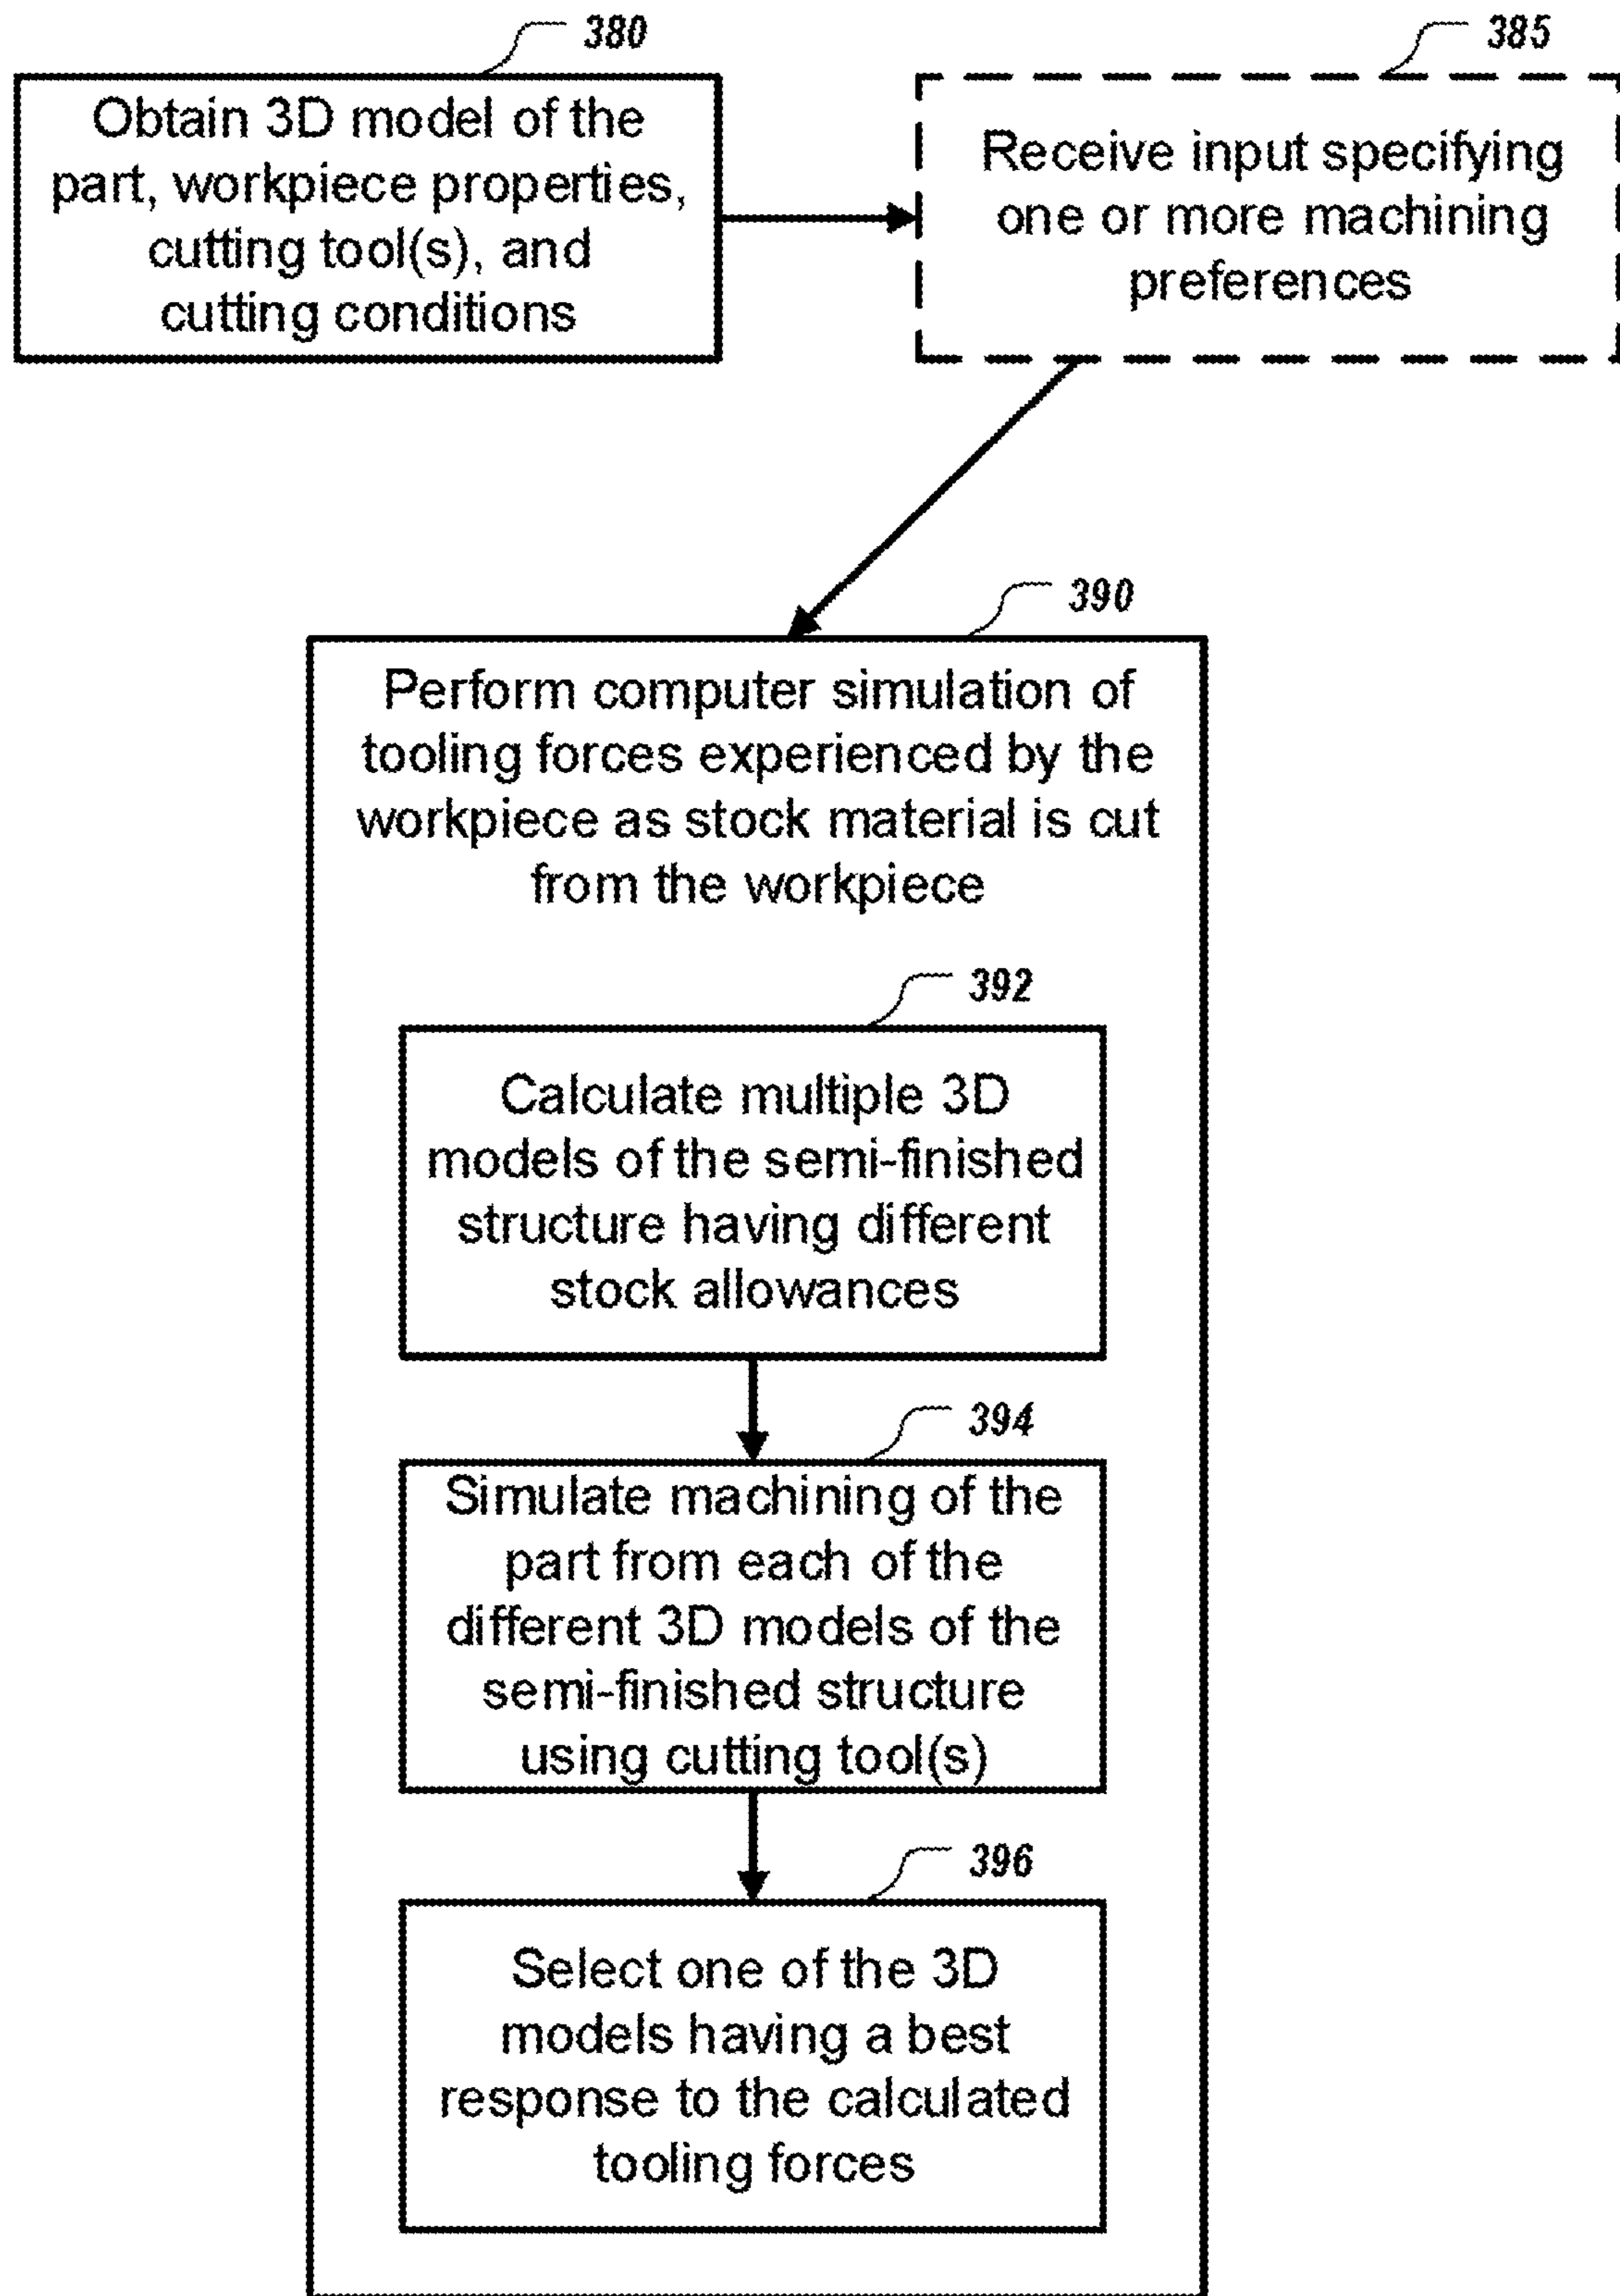 380
Obtain 3D model of the
part, workpiece properties,
cutting tool(s), and
cutting conditions
385
Receive input specifying
one or more machining
preferences
390
Perform computer simulation of
tooling forces experienced by the
workpiece as stock material is cut
from the workpiece
392
Calculate multiple 3D
models of the semi-finished
structure having different
stock allowances
394
Simulate machining of the
part from each of the
different 3D models of the
semi-finished structure
using cutting tool(s)
396
Select one of the 3D
models having a best
response to the calculated
tooling forces